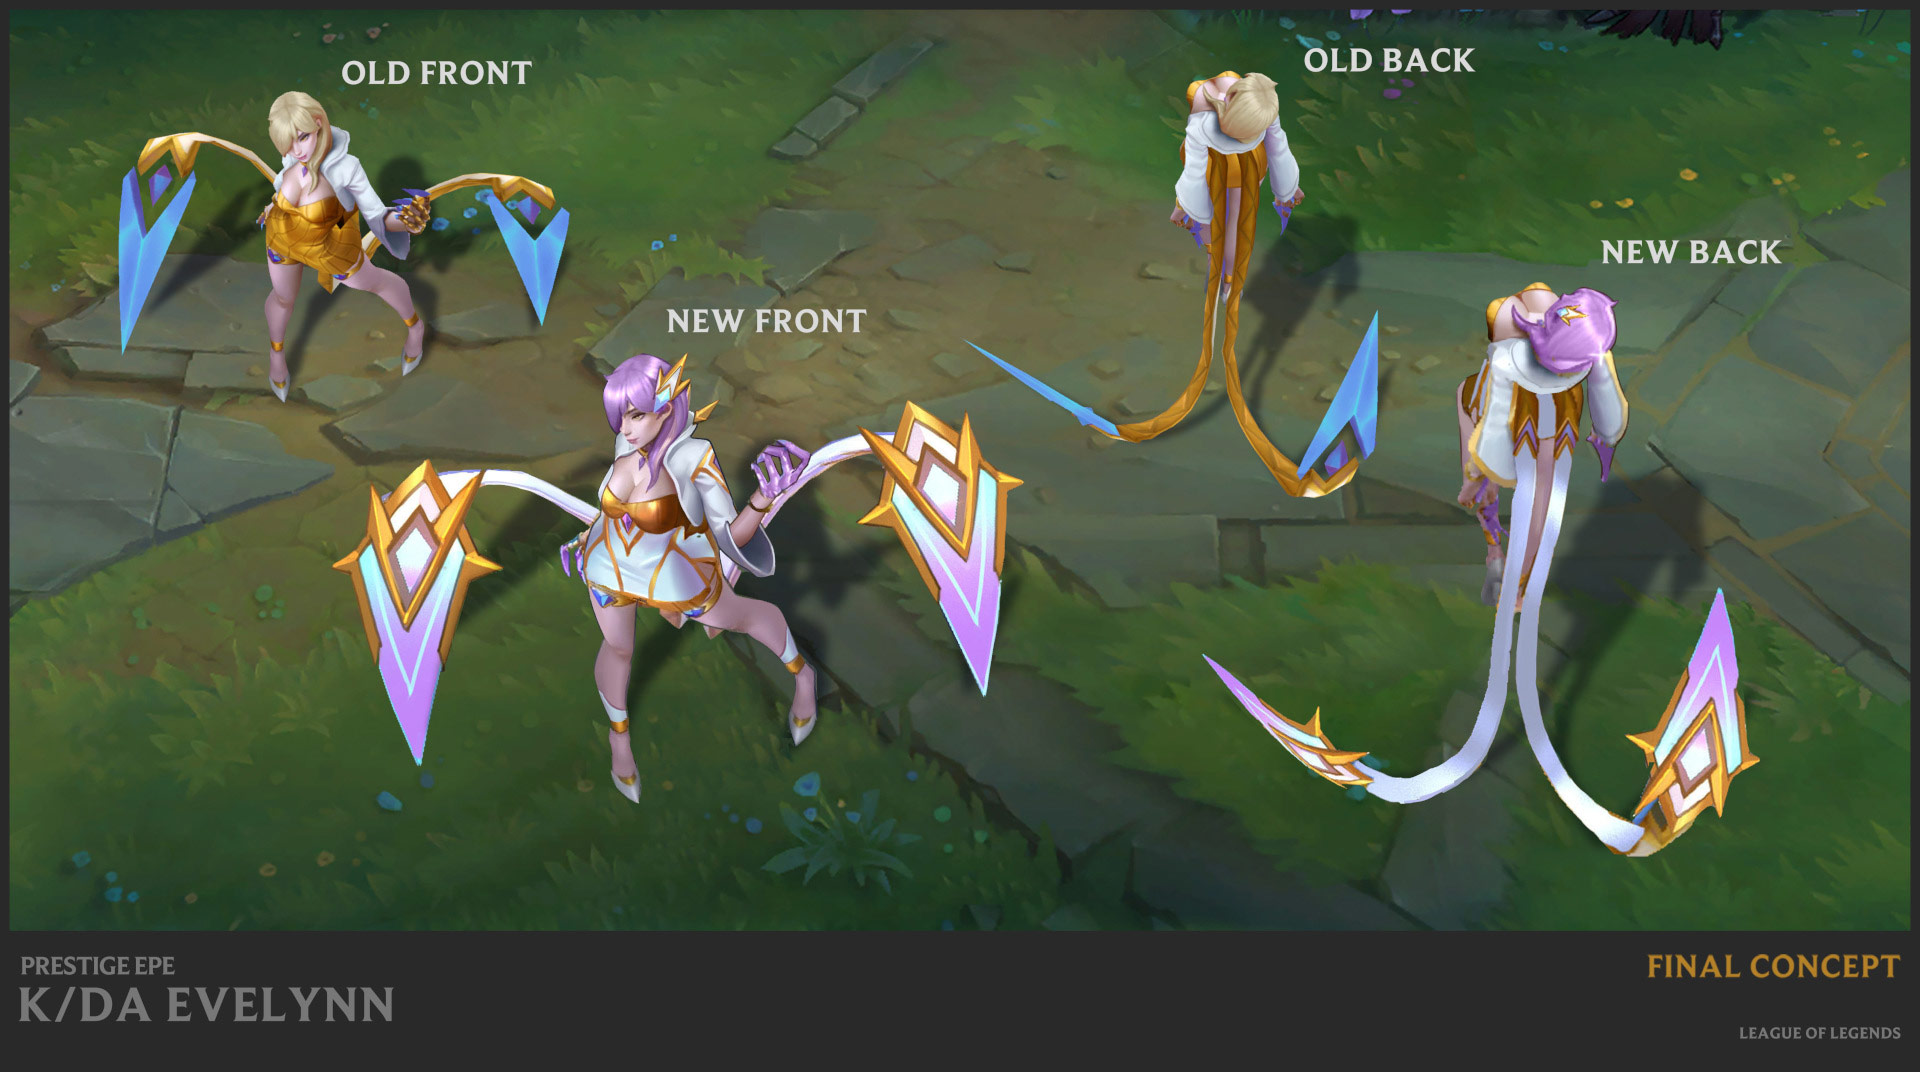 OLD FRONT
OLD BACK
NEW BACK
NEW FRONT
PRESTIGE EPE
K/DA EVELYNN
FINAL CONCEPT
LEAGUE OF LEGENDS